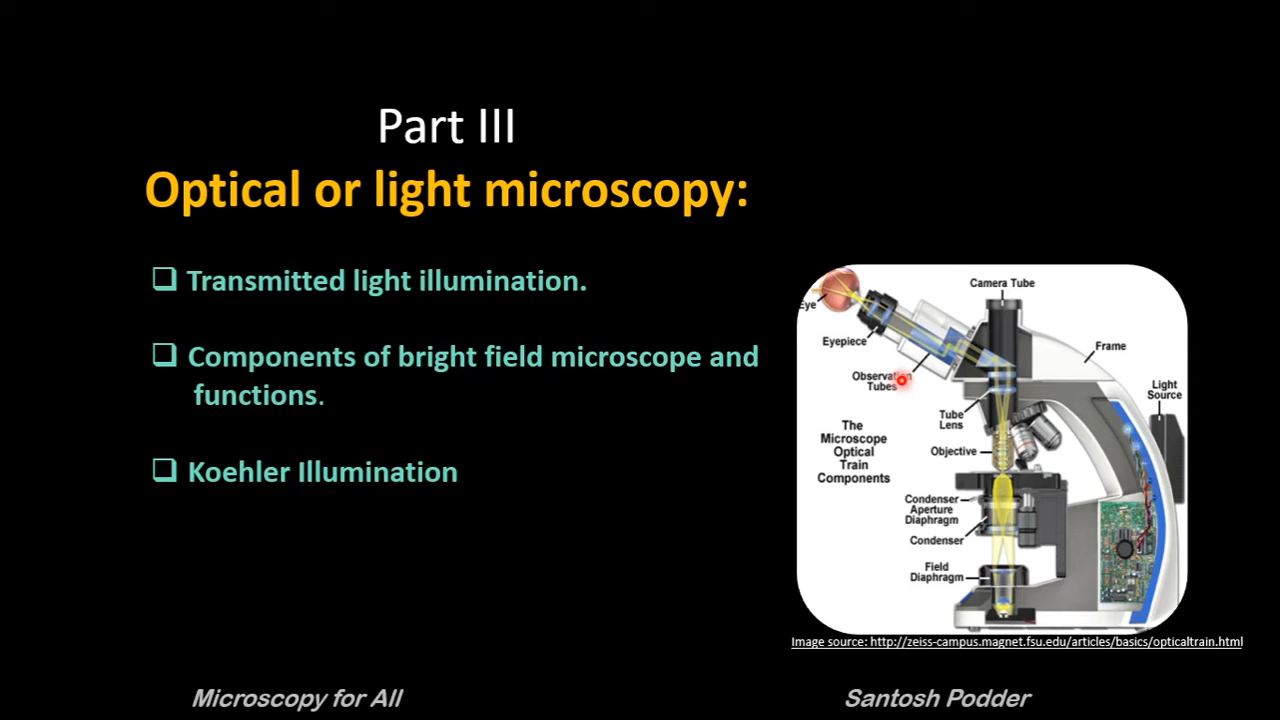 Part III
Optical or light microscopy:
Transmitted light illumination.
Components of bright field microscope and
functions.
Koehler Illumination
Camera Tube
Eye
Eyepiece
Frame
Observation
Tubes
Light
Source
Tube
Lens
The
Microscope
Optical
Train
Components
Objective
Condenser
Aperture
Diaphragm
Condenser
Field
Diaphragm
Image source: http://zeiss-campus.magnet.fsu.edu/articles/basics/opticaltrain.html
Microscopy for All
Santosh Podder